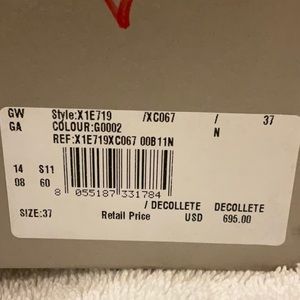 GW Style:X1E719 /XC067 / 37
GA COLOUR:G0002 N
REF:X1E719XC067 00B11N
14 S11
08 60
8 055187 331784
/ DECOLLETE DECOLLETE
SIZE:37 Retail Price USD 695.00